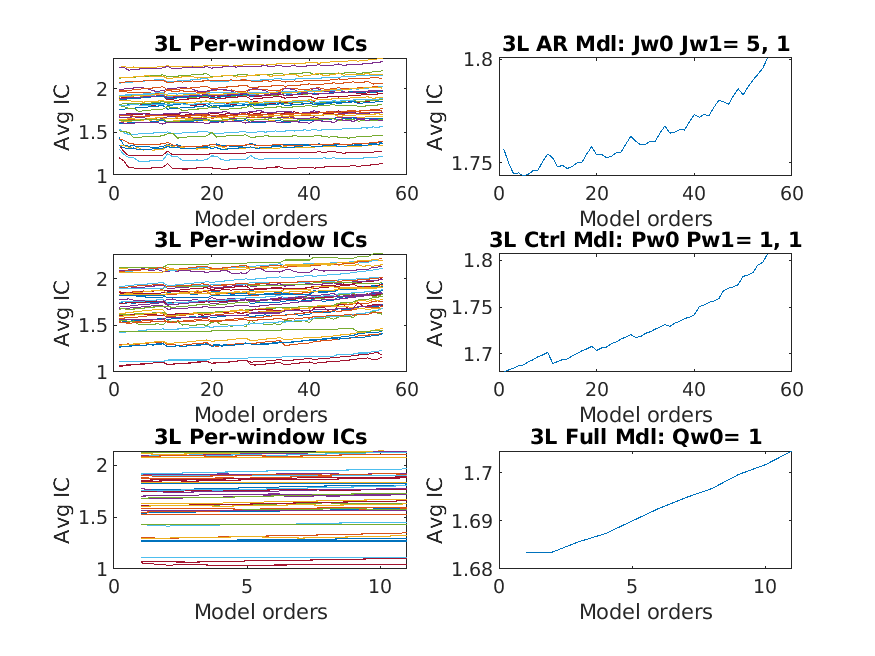 3L Per-window ICs
Avg IC
2
1.5
1
0
20
40
60
Model orders
3L AR Mdl: Jw0 Jw1= 5, 1
Avg IC
1.8
1.75
0
20
40
60
Model orders
3L Per-window ICs
Avg IC
2
1.5
1
0
20
40
60
Model orders
3L Ctrl Mdl: Pw0 Pw1= 1, 1
Avg IC
1.8
1.75
1.7
0
20
40
60
Model orders
3L Per-window ICs
Avg IC
2
1.5
1
0
5
10
Model orders
3L Full Mdl: Qw0= 1
Avg IC
1.7
1.69
1.68
0
5
10
Model orders